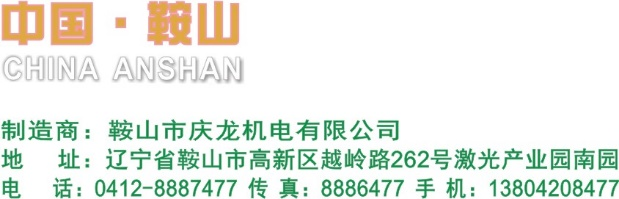 中国·鞍山
CHINA ANSHAN
制造商：鞍山市庆龙机电有限公司
地　址：辽宁省鞍山市高新区越岭路262号激光产业园南园
电　话：0412-8887477 传 真：8886477 手 机：13804208477